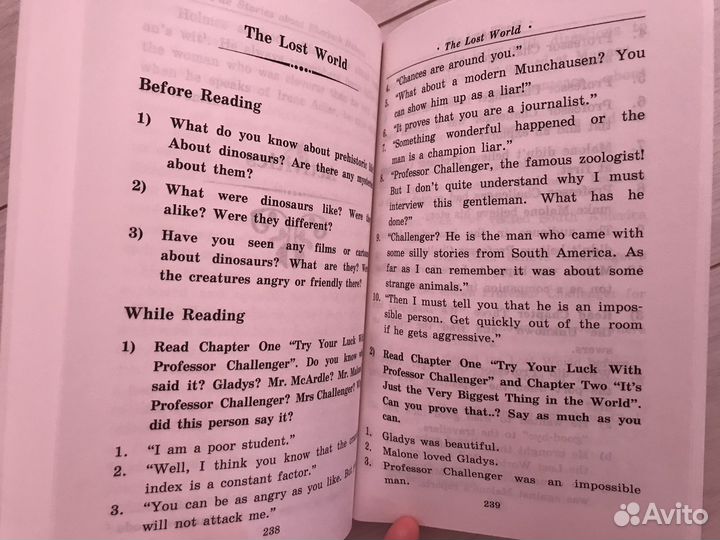 The Lost World
Before Reading
1) What do you know about prehistoric
About dinosaurs? Are there any
about them?
2) What were dinosaurs like? Were
alike? Were they different?
3) Have you seen any films or
about dinosaurs? What are they?
the creatures angry or friendly there?
While Reading
1) Read Chapter One “Try Your Luck With
Professor Challenger”. Do you know
said it? Gladys? Mr. McArdle? Mr.
Professor Challenger? Mrs Challenger?
did this person say it?
1. “I am a poor student.”
2. “Well, I think you know that the
index is a constant factor.”
3. “You can be as angry as you like. But
will not attack me.”
238
· The Lost World ·
4. “Chances are around you.”
5. “What about a modern Munchausen? You
can show him up as a liar!”
6. “It proves that you are a journalist.”
7. “Something wonderful happened or the
man is a champion liar.”
8. “Professor Challenger, the famous zoologist!
But I don't quite understand why I must
interview this gentleman. What has he
done?”
9. “Challenger? He is the man who came with
some silly stories from South America. As
far as I can remember it was about some
strange animals.”
10. “Then I must tell you that he is an impos-
sible person. Get quickly out of the room
if he gets aggressive.”
2) Read Chapter One “Try Your Luck With
Professor Challenger” and Chapter Two “It's
Just the Very Biggest Thing in the World”.
Can you prove that..? Say as much as you
can.
1. Gladys was beautiful.
2. Malone loved Gladys.
3. Professor Challenger was an impossible
man.
239
Avito